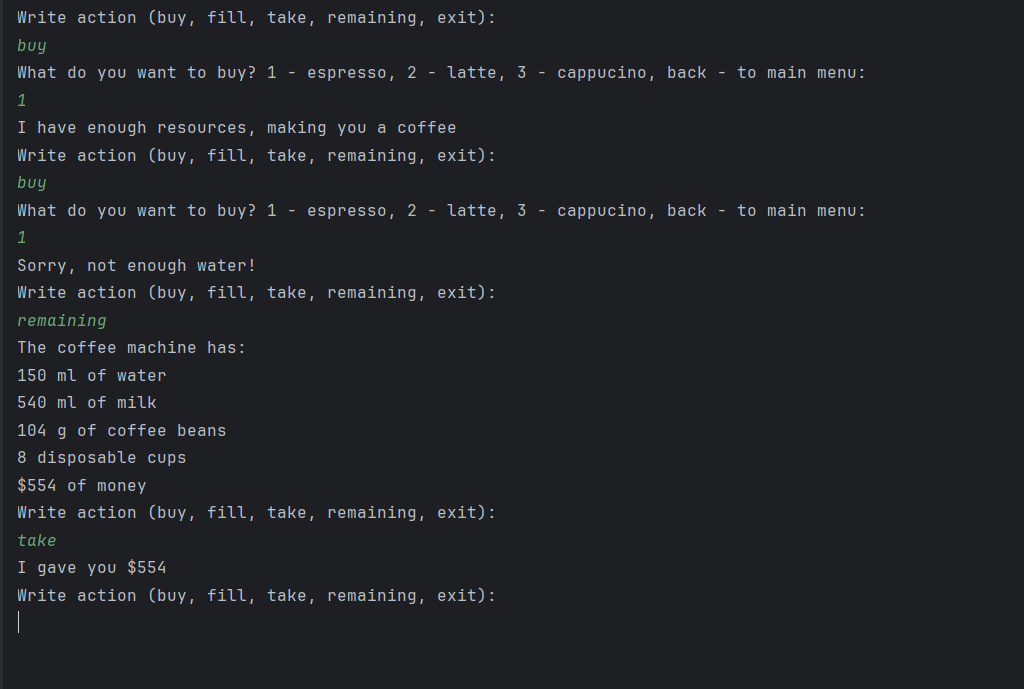 Write action (buy, fill, take, remaining, exit):
buy
What do you want to buy? 1 - espresso, 2 - latte, 3 - cappucino, back - to main menu:
1
I have enough resources, making you a coffee
Write action (buy, fill, take, remaining, exit):
buy
What do you want to buy? 1 - espresso, 2 - latte, 3 - cappucino, back - to main menu:
1
Sorry, not enough water!
Write action (buy, fill, take, remaining, exit):
remaining
The coffee machine has:
150 ml of water
540 ml of milk
104 g of coffee beans
8 disposable cups
$554 of money
Write action (buy, fill, take, remaining, exit):
take
I gave you $554
Write action (buy, fill, take, remaining, exit):